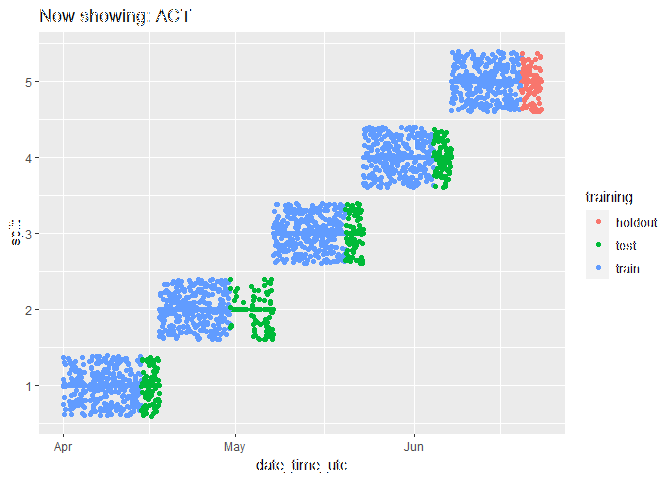 Now showing: ACT
5
4
3
2
1
split
Apr
May
Jun
date_time_utc
training
holdout
test
train